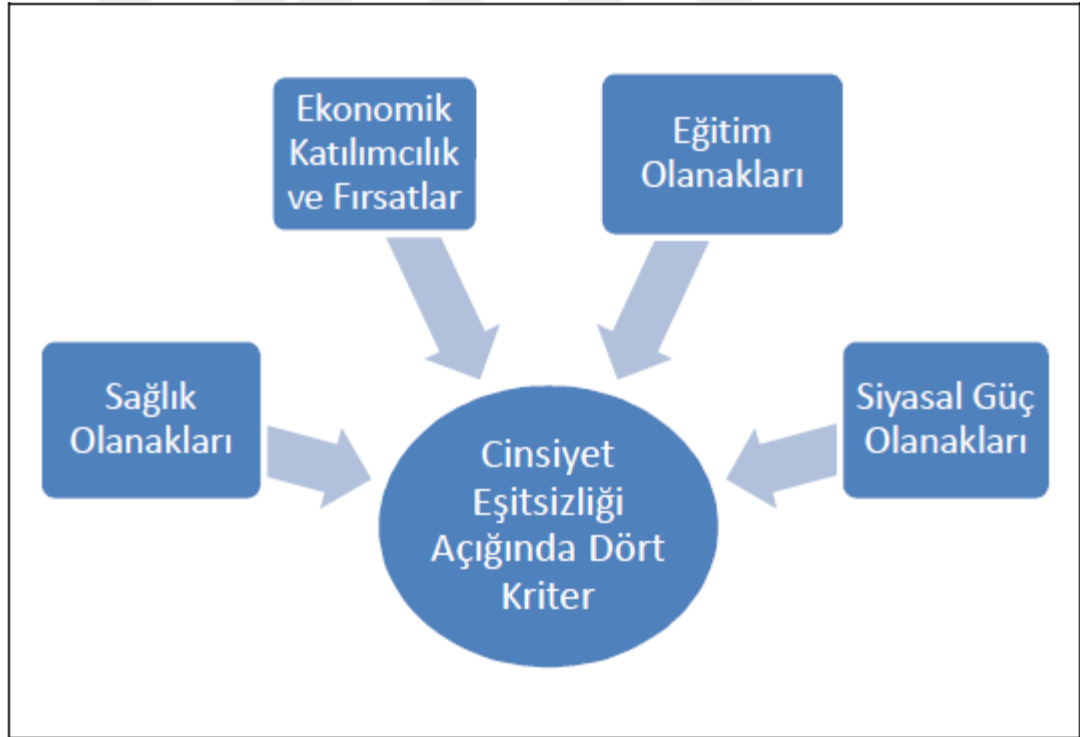 Ekonomik
Katılımcılık
ve Fırsatlar
Eğitim
Olanakları
Sağlık
Olanakları
Siyasal Güç
Olanakları
Cinsiyet
Eşitsizliği
Açığında Dört
Kriter